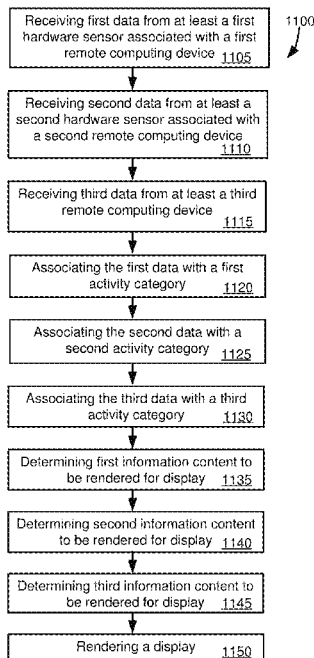 1100
Receiving first data from at least a first
hardware sensor associated with a first
remote computing device 1105
Receiving second data from at least a
second hardware sensor associated with
a second remote computing device
1110
Receiving third data from at least a third
remote computing device 1115
Associating the first data with a first
activity category 1120
Associating the second data with a
second activity category 1125
Associating the third data with a third
activity category 1130
Determining first information content to
be rendered for display 1135
Determining second information content
to be rendered for display 1140
Determining third information content to
be rendered for display 1145
Rendering a display
1150